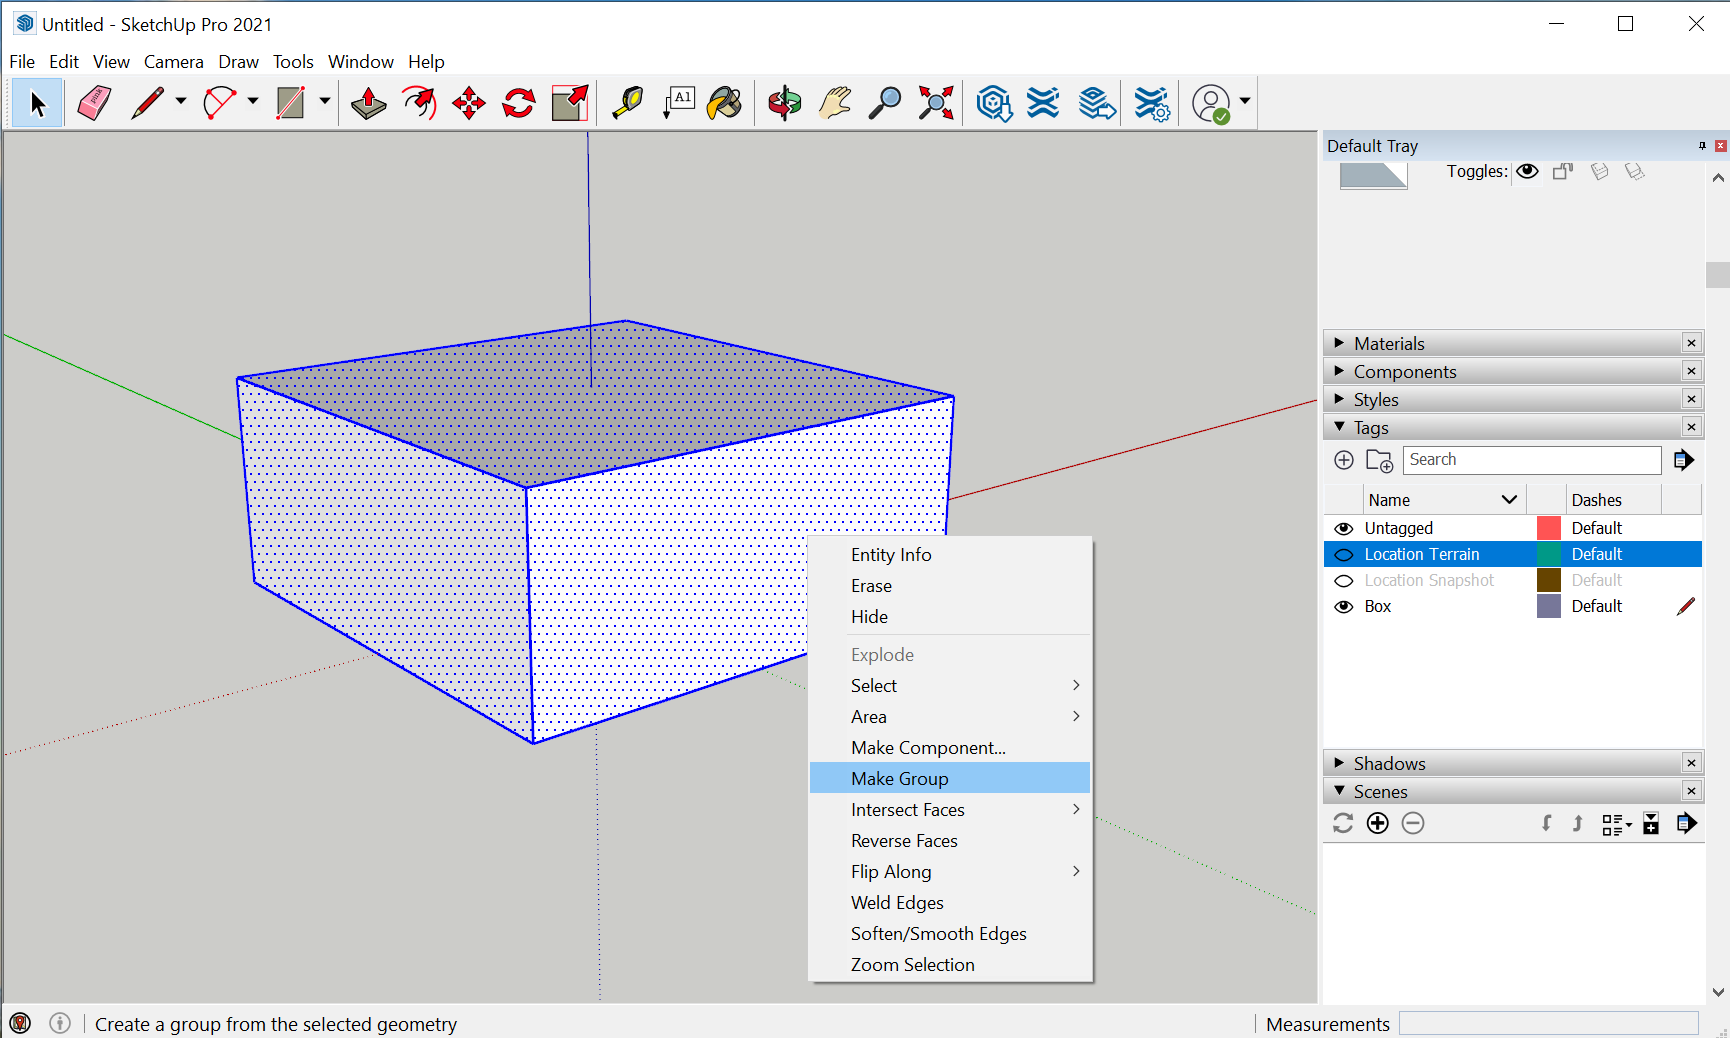 Untitled - SketchUp Pro 2021
File Edit View Camera Draw Tools Window Help
A1
Default Tray
Toggles:
Materials
Components
Styles
Tags
Search
Name Dashes
Untagged Default
Location Terrain Default
Location Snapshot Default
Box Default
Entity Info
Erase
Hide
Explode
Select
Area
Make Component...
Make Group
Intersect Faces
Reverse Faces
Flip Along
Weld Edges
Soften/Smooth Edges
Zoom Selection
Shadows
Scenes
Create a group from the selected geometry
Measurements